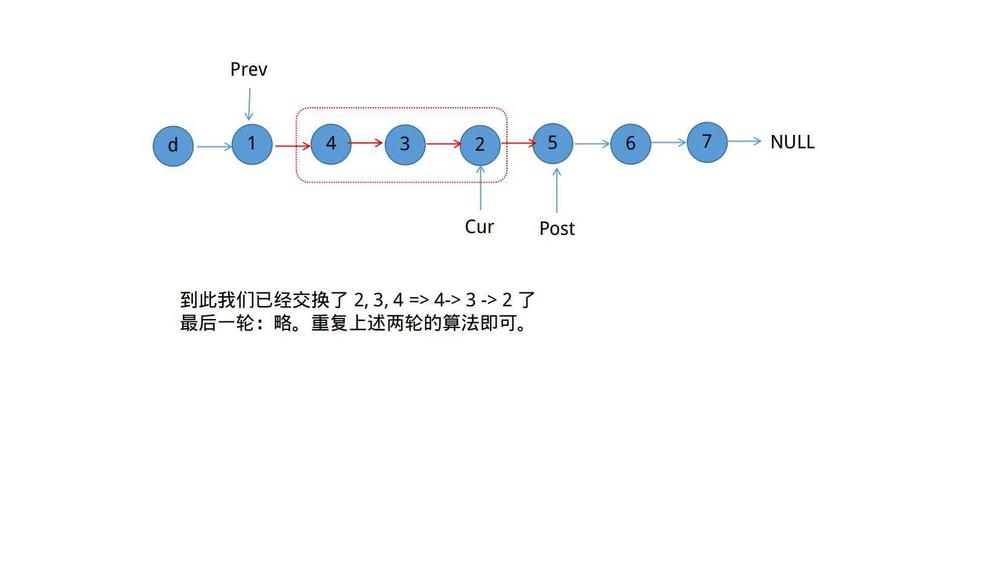 Prev
d 1 4 3 2 5 6 7 NULL
Cur Post
到此我们已经交换了 2, 3, 4 => 4-> 3 -> 2 了
最后一轮：略。重复上述两轮的算法即可。